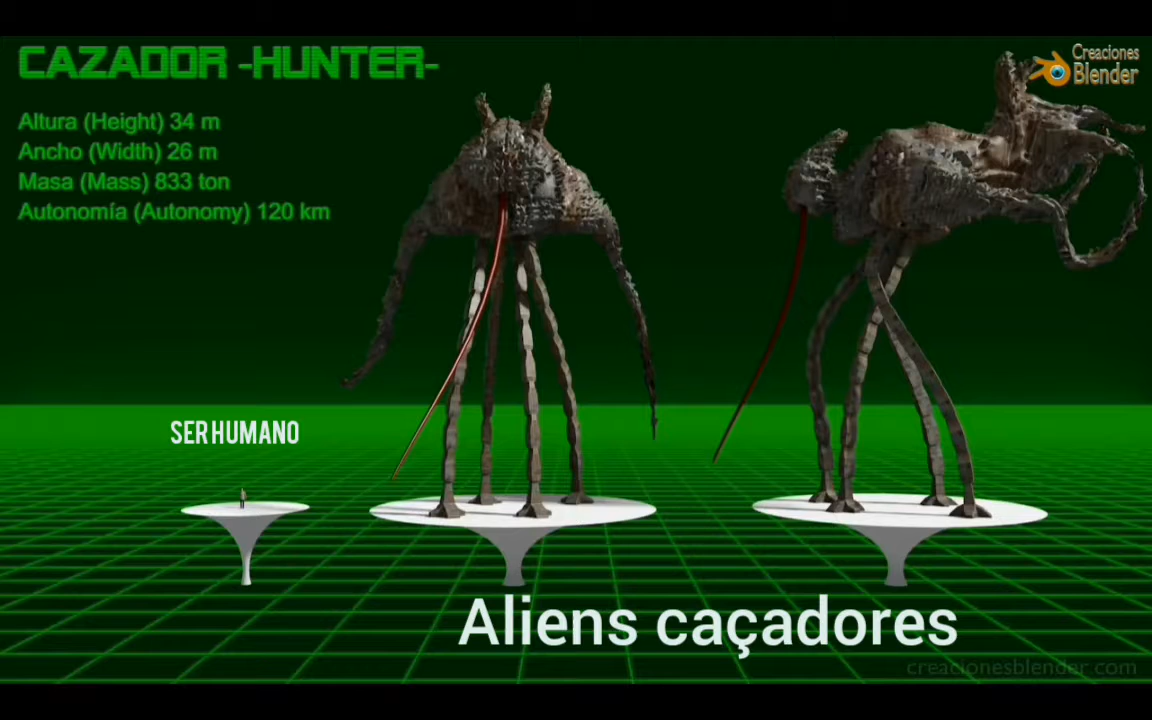 CAZADOR -HUNTER-
Creaciones
Blender
Altura (Height) 34 m
Ancho (Width) 26 m
Masa (Mass) 833 ton
Autonomía (Autonomy) 120 km
SER HUMANO
Aliens caçadores
creacionesblender.com